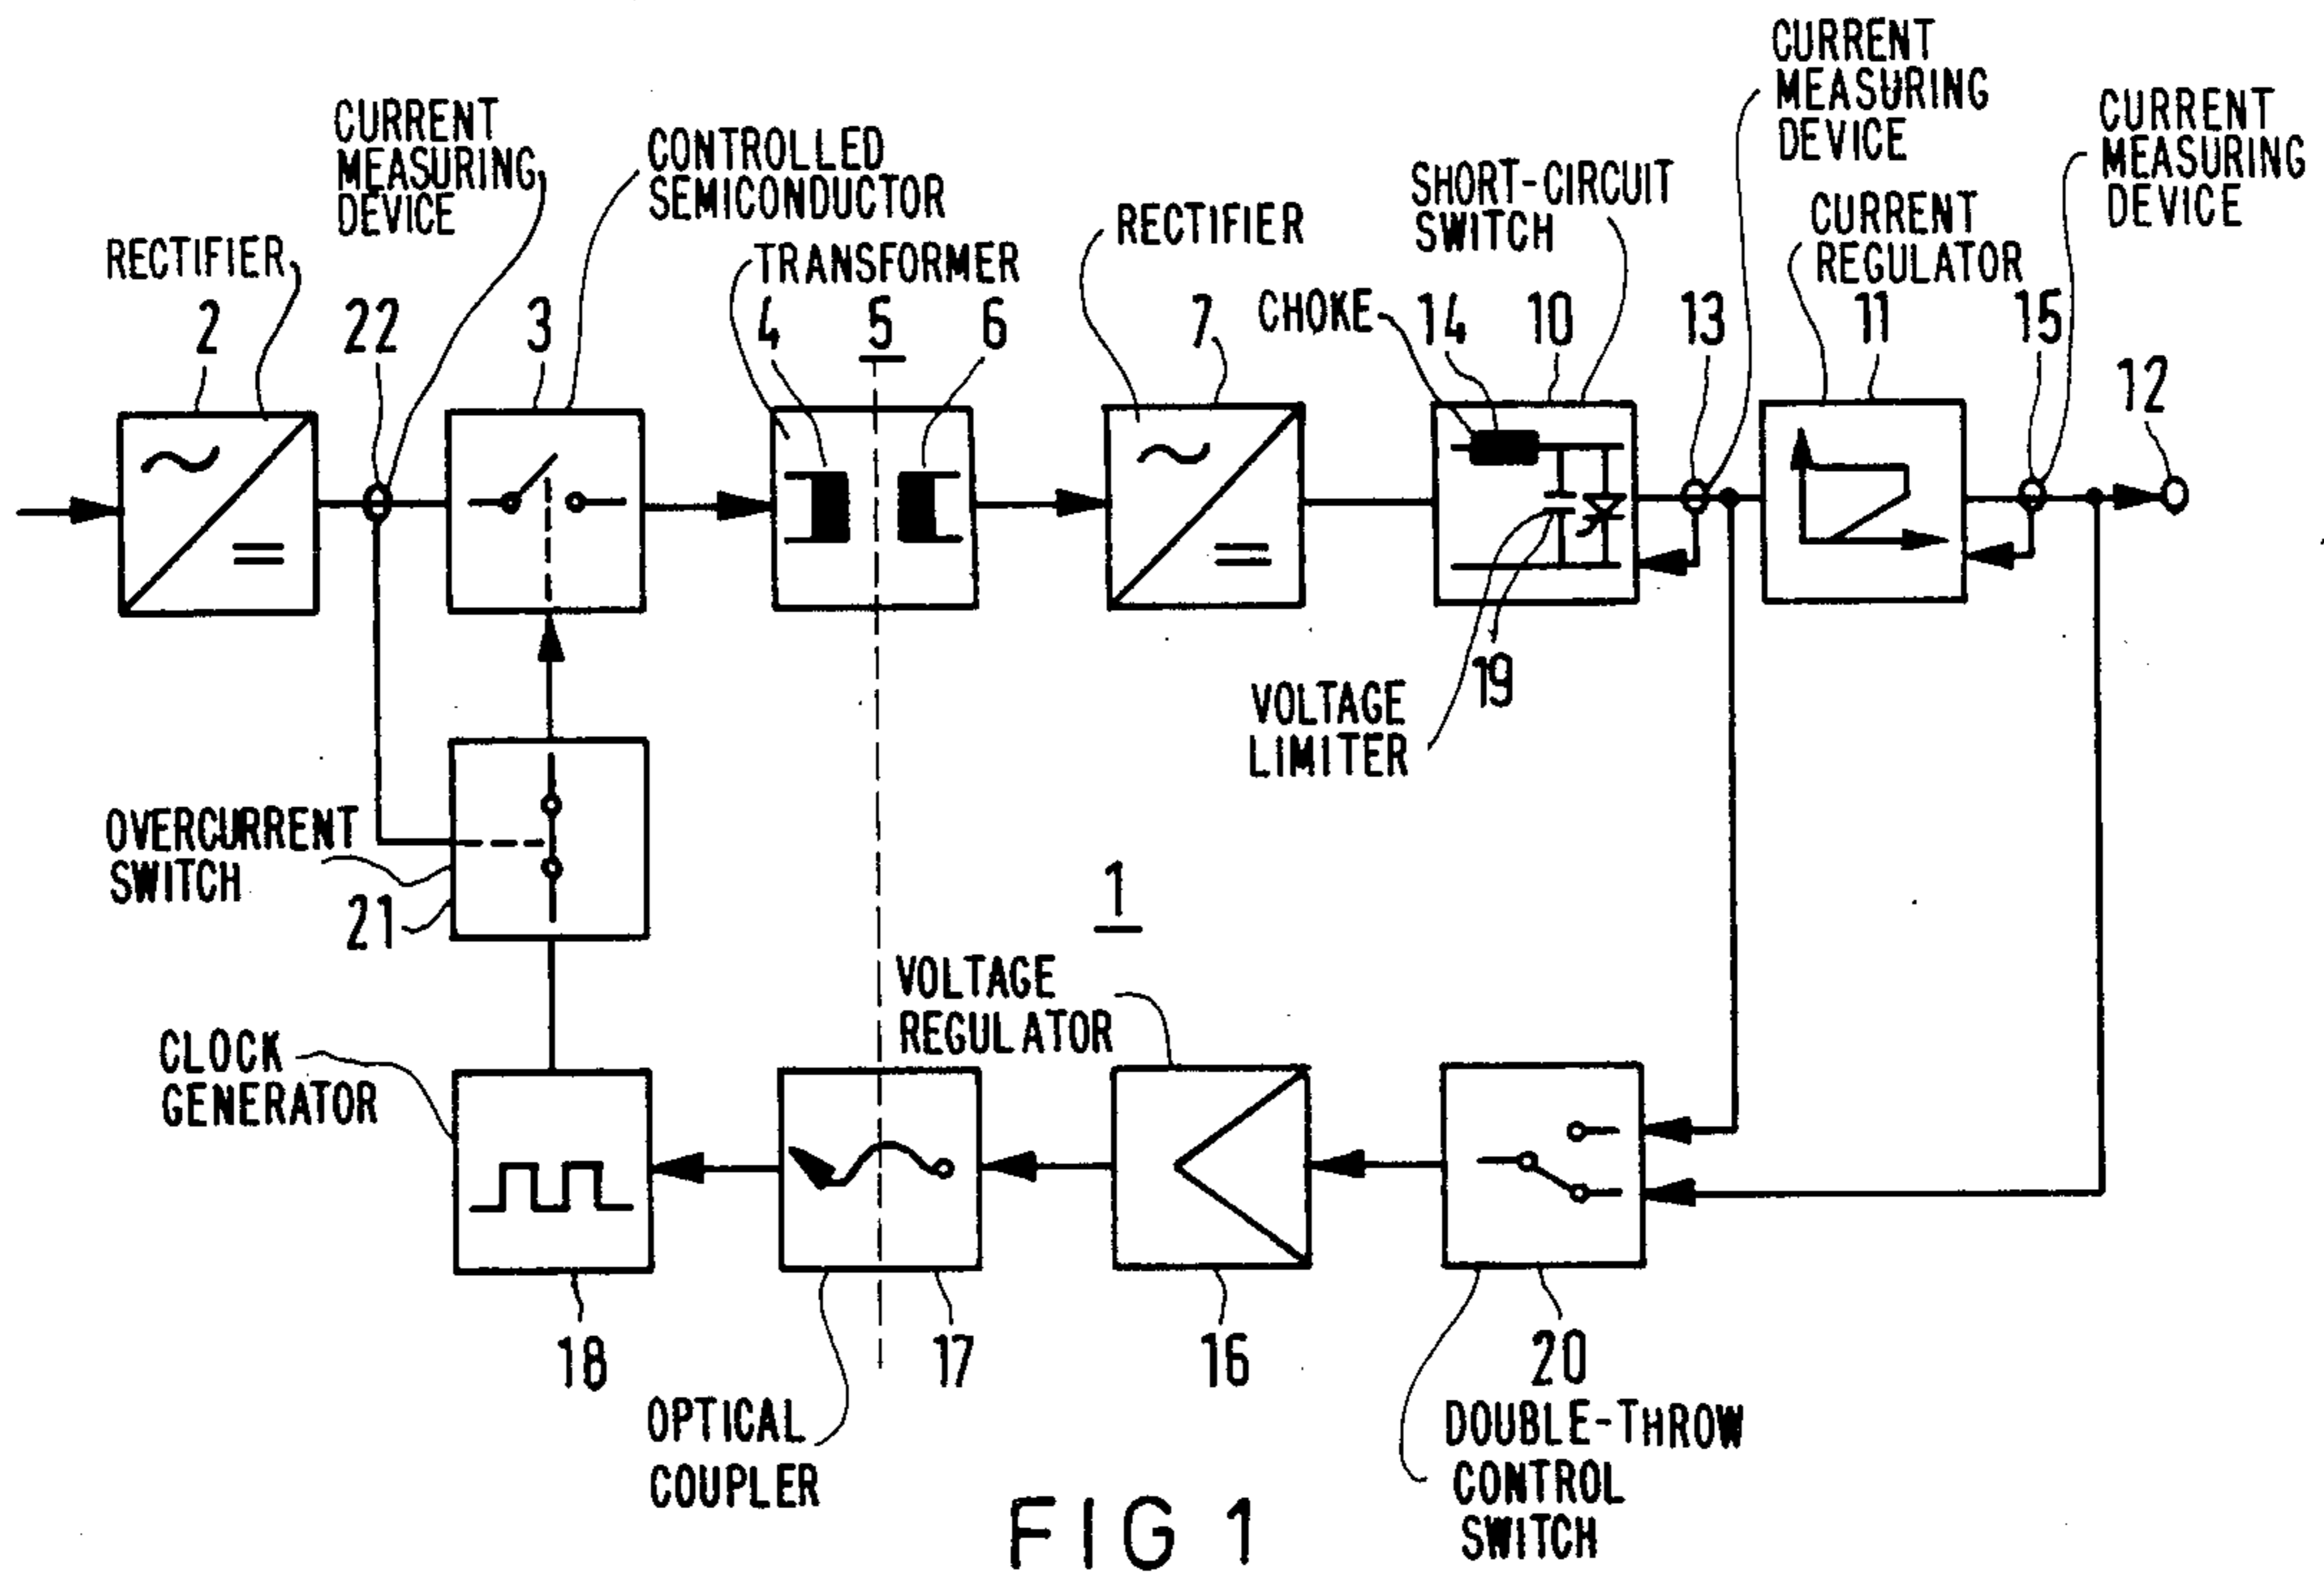 CURRENT
MEASURING
DEVICE
CURRENT
MEASURING
DEVICE
CURRENT
MEASURING
DEVICE
CONTROLLED
SEMICONDUCTOR
SHORT-CIRCUIT
SWITCH
CURRENT
REGULATOR
RECTIFIER
TRANSFORMER
RECTIFIER
CHOKE
2
22
3
4
5
6
7
14
10
13
11
15
12
19
VOLTAGE
LIMITER
OVERCURRENT
SWITCH
21
1
VOLTAGE
REGULATOR
CLOCK
GENERATOR
18
17
16
20
OPTICAL
COUPLER
DOUBLE-THROW
CONTROL
SWITCH
FIG 1